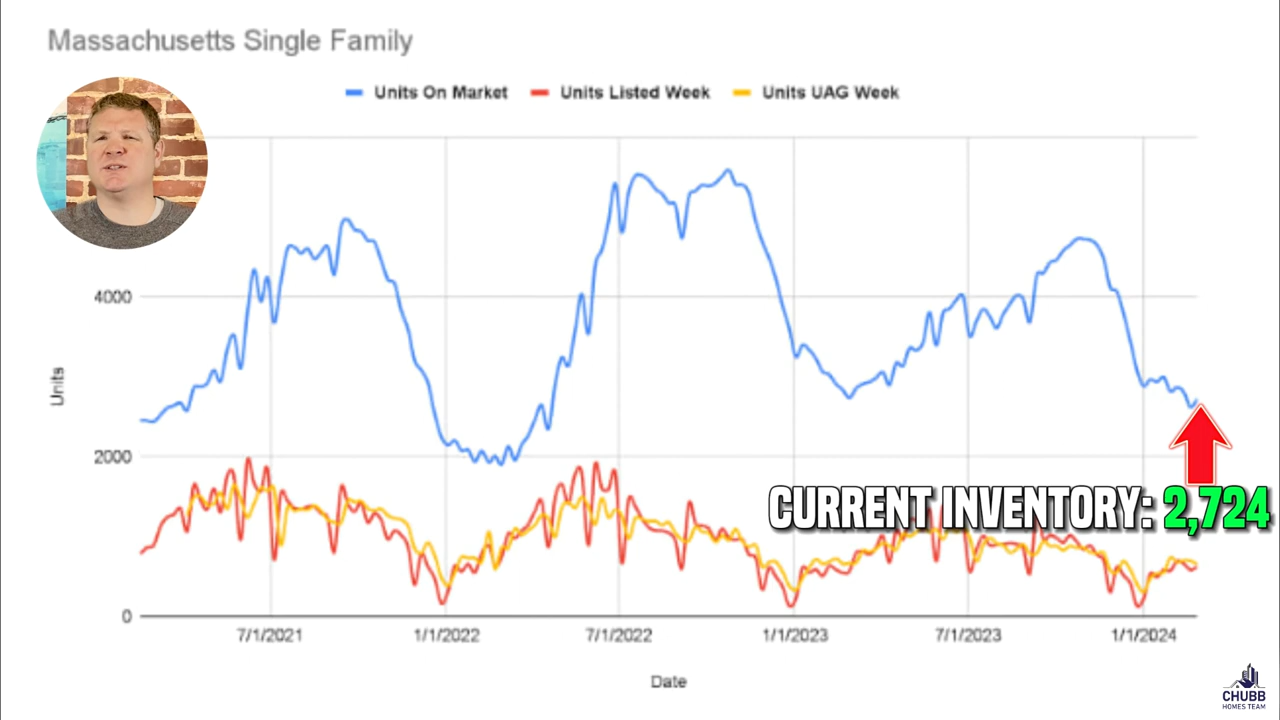 Massachusetts Single Family
Units On Market Units Listed Week Units UAG Week
4000
Units
2000
CURRENT INVENTORY: 2,724
0
7/1/2021 1/1/2022 7/1/2022 1/1/2023 7/1/2023 1/1/2024
Date
CHUBB
HOMES TEAM